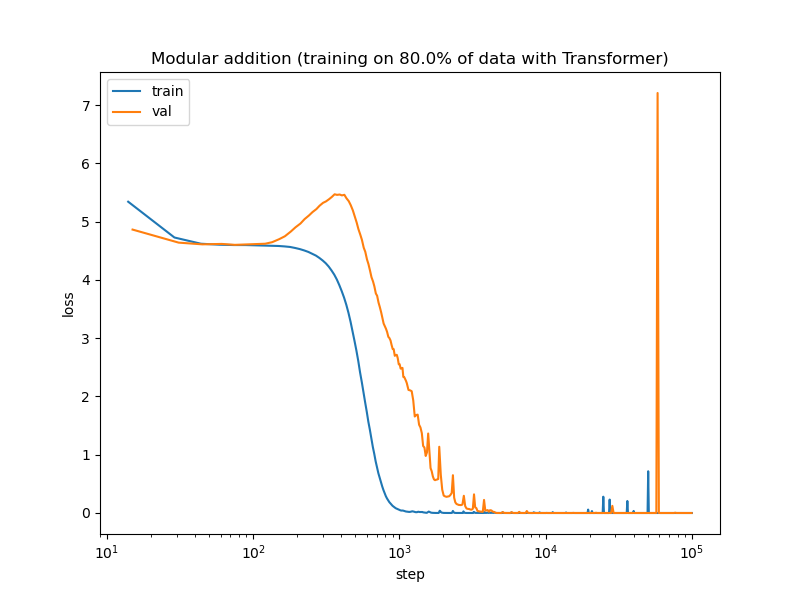 Modular addition (training on 80.0% of data with Transformer)
train
val
7
6
5
4
3
2
1
0
loss
10¹ 10² 10³ 10⁴ 10⁵
step